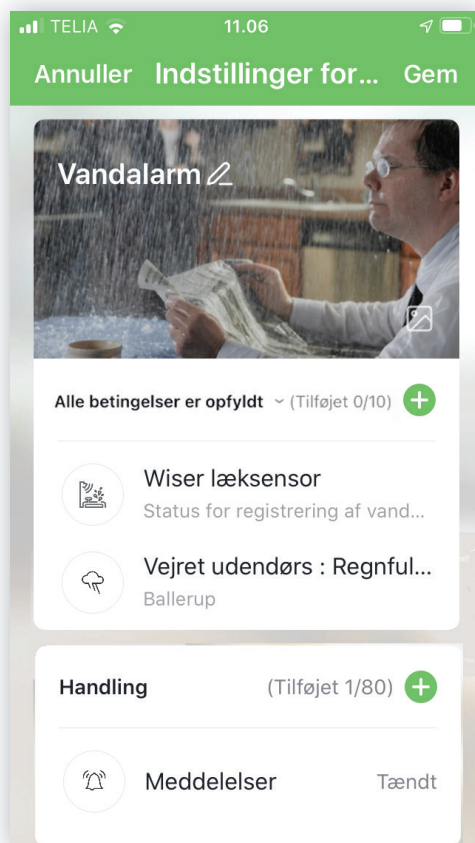 TELIA 11.06
Annuller Indstillinger for... Gem
Vandalarm
Alle betingelser er opfyldt (Tilføjet 0/10)
Wiser læksensor
Status for registrering af vand...
Vejret udendørs : Regnful...
Ballerup
Handling (Tilføjet 1/80)
Meddelelser Tændt